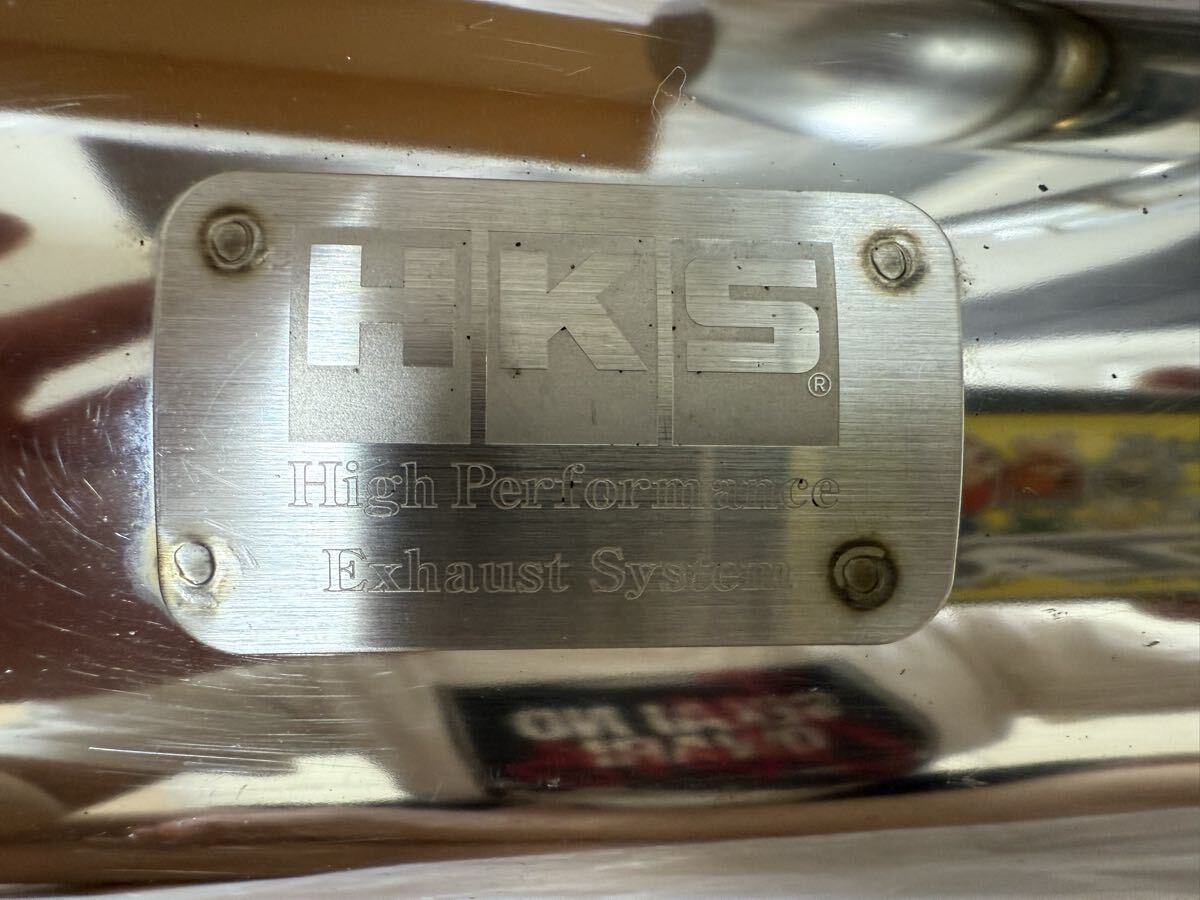 HKS®
High Performance
Exhaust System